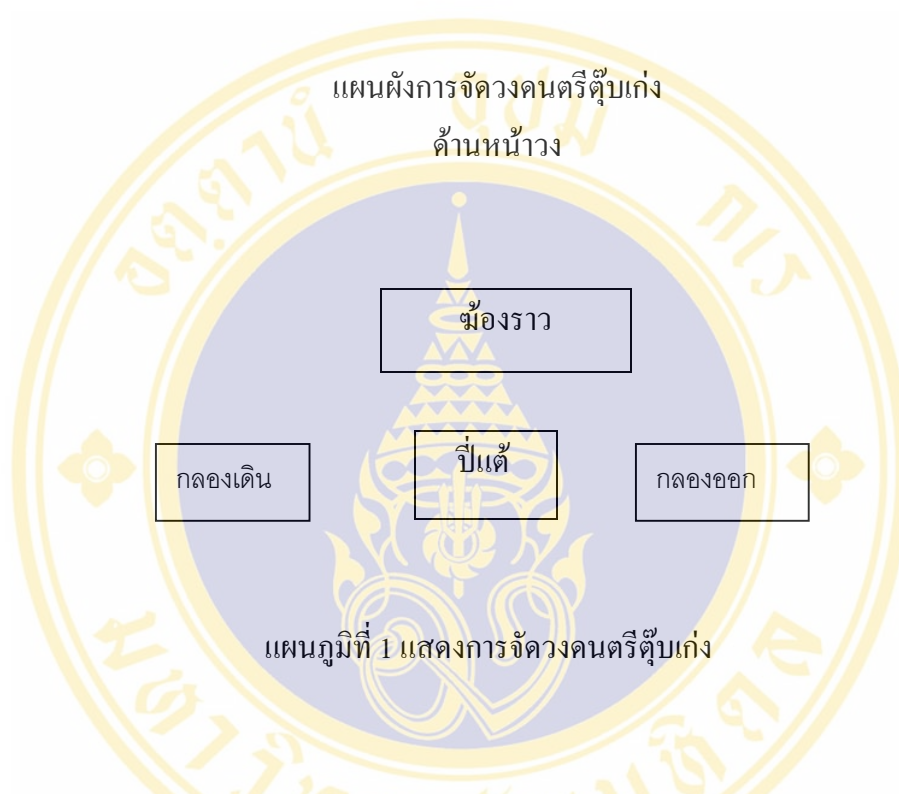 แผนผังการจัดวงดนตรีตุ๊บเก่ง
ด้านหน้าวง
ฆ้องราว
กลองเดิน
ปี่แต้
กลองออก
แผนภูมิที่ 1 แสดงการจัดวงดนตรีตุ๊บเก่ง